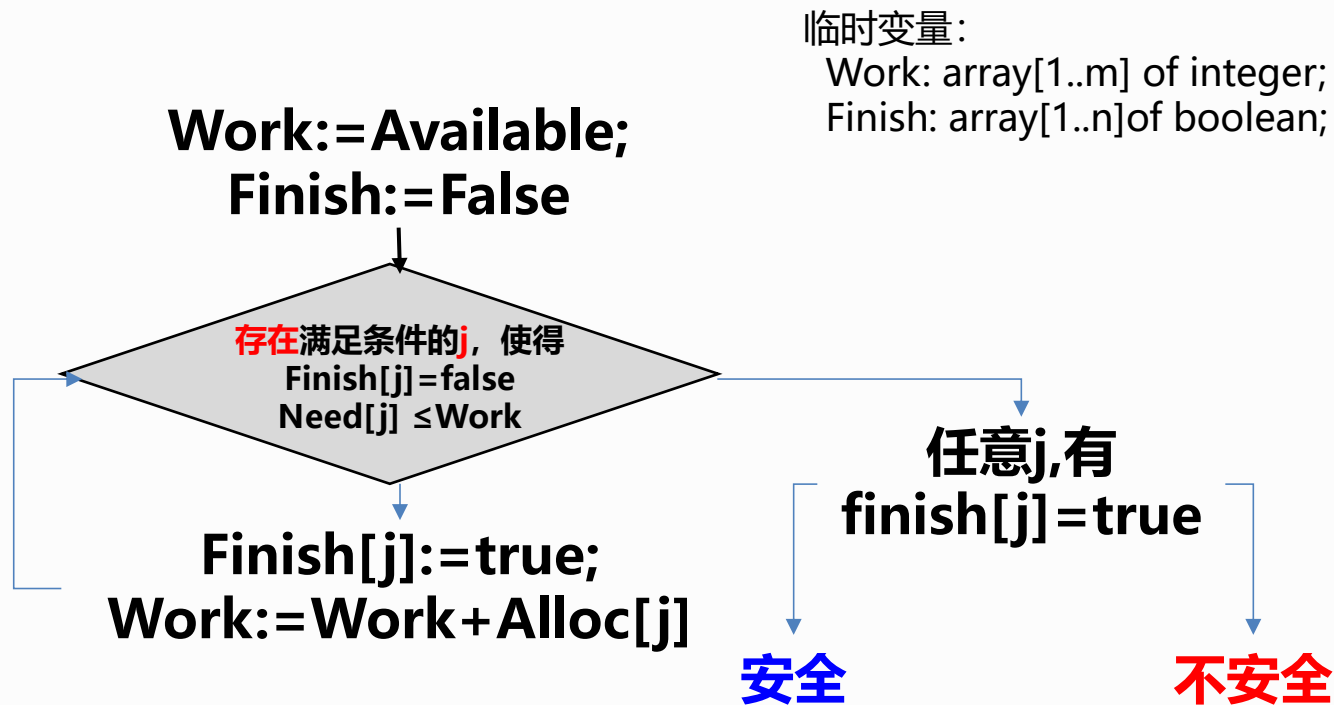 临时变量：
Work: array[1..m] of integer;
Finish: array[1..n]of boolean;
Work:=Available;
Finish:=False
存在满足条件的j，使得
Finish[j]=false
Need[j] ≤Work
任意j,有
finish[j]=true
Finish[j]:=true;
Work:=Work+Alloc[j]
安全
不安全